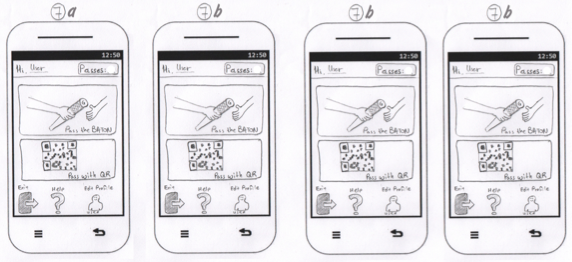 7a
12:50
Hi, User
Passes:
Pass the BATON
Pass with QR
Exit
Help
Edit Profile
7b
12:50
Hi, User
Passes:
Pass the BATON
Pass with QR
Exit
Help
Edit Profile
7b
12:50
Hi, User
Passes:
Pass the BATON
Pass with QR
Exit
Help
Edit Profile
7b
12:50
Hi, User
Passes:
Pass the BATON
Pass with QR
Exit
Help
Edit Profile